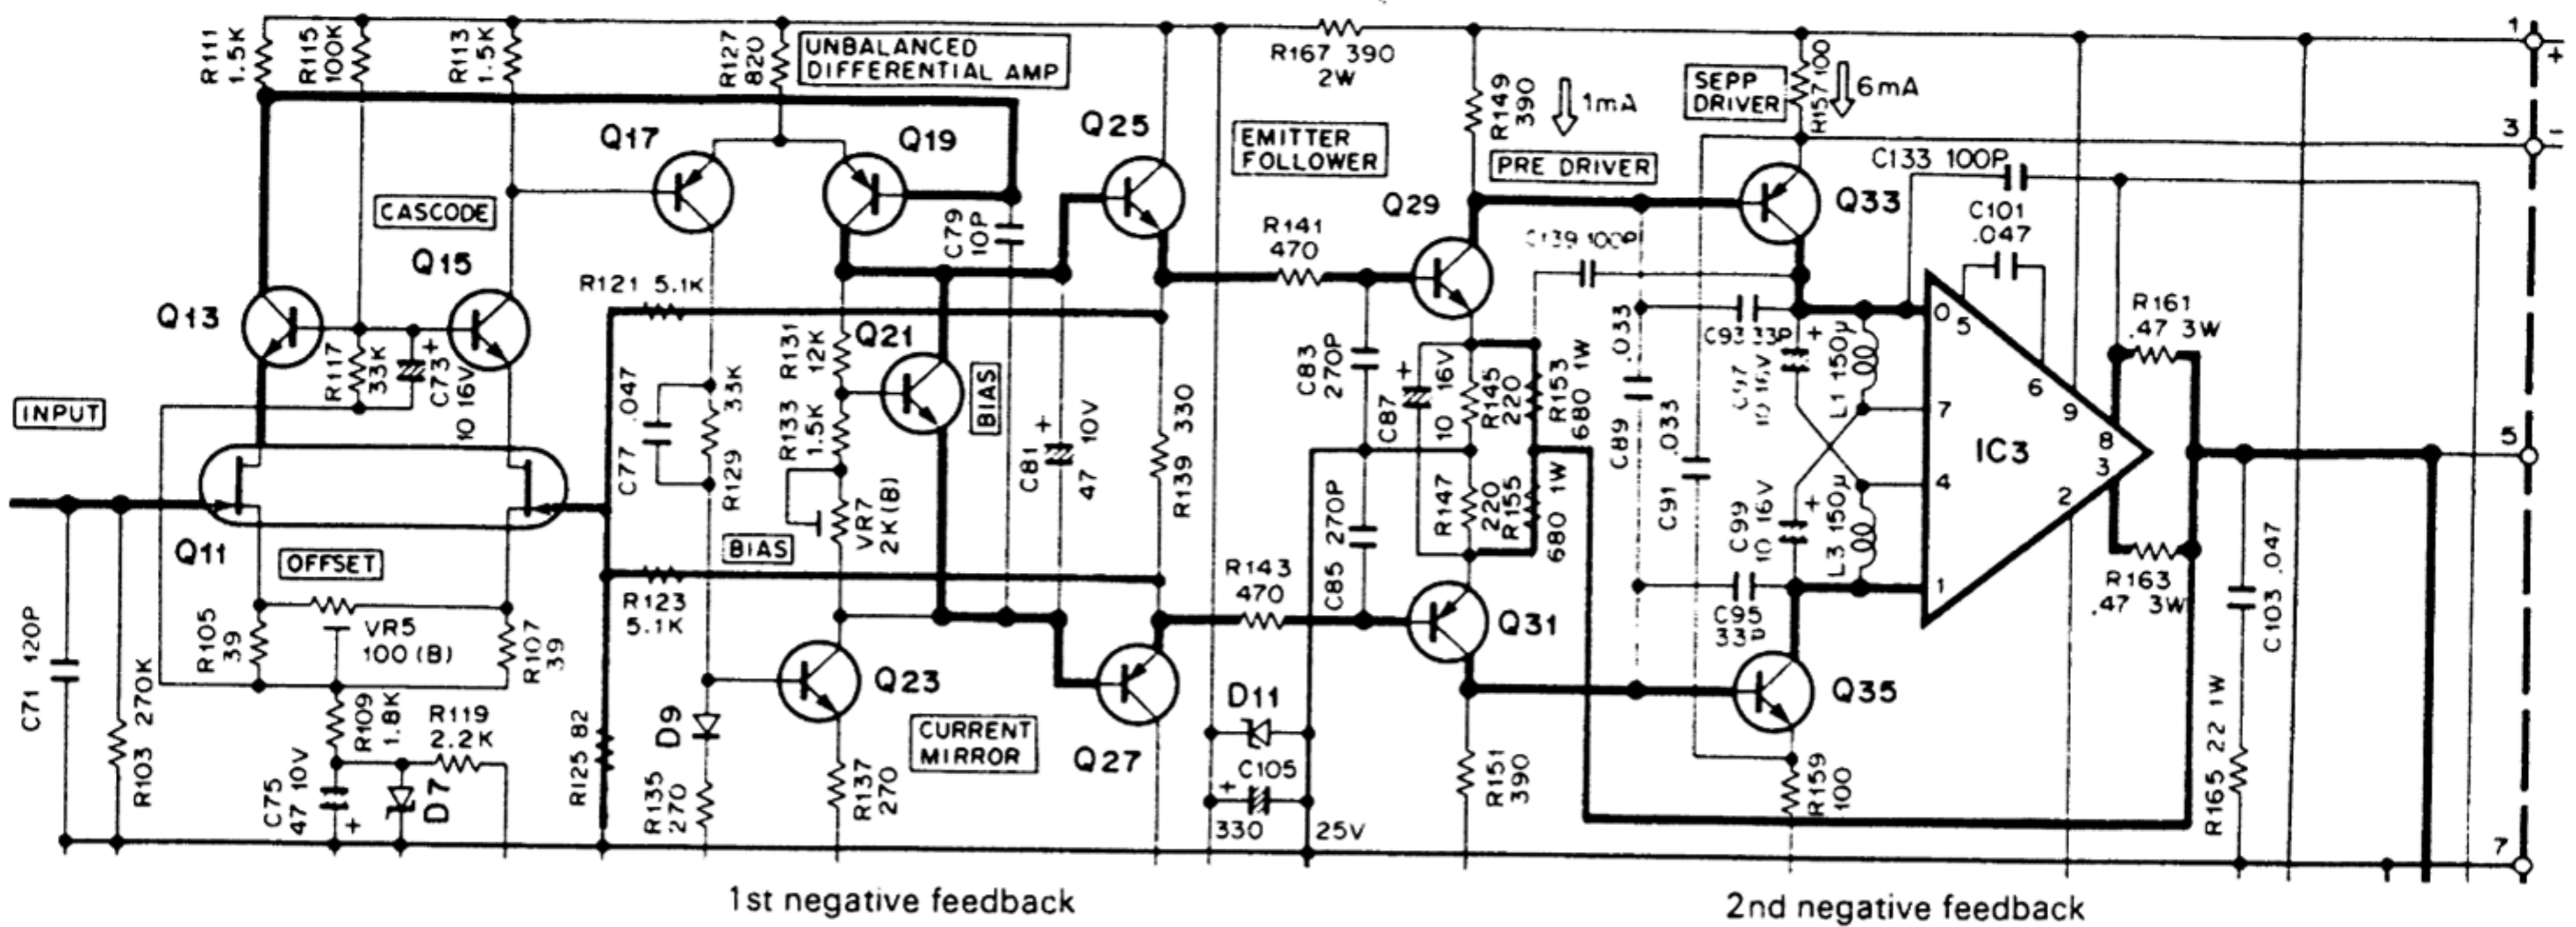 R111 1.5K
R115 100K
R113 1.5K
R127 820
UNBALANCED
DIFFERENTIAL AMP
Q17
Q19
Q25
CASCODE
Q13
Q15
R117
33K
C73 +
10 16V
INPUT
Q11
OFFSET
R105
39
VR5
100 (B)
R107
39
C71 120P
R103 270K
R109
1.8K
R119
2.2K
C75
47 10V
+
D7
R121 5.1K
C79
10P
C77 .047
33K
R129
R131
12K
Q21
BIAS
R133
1.5K
VR7
2K(B)
BIAS
C81 +
47 10V
R139 330
R123
5.1K
R125 82
D9
R135
270
Q23
R137
270
CURRENT
MIRROR
Q27
R167 390
2W
EMITTER
FOLLOWER
R141
470
R149
390
1mA
PRE DRIVER
Q29
C139 100P
C83
270P
C87 +
10 16V
R145
220
R153
680 1W
R147
220
R155
680 1W
C85 270P
R143
470
Q31
D11
C105
+
330
25V
R151
390
SEPP
DRIVER
R157 100
6mA
Q33
C89 .033
C91 .033
C93 33P
+
10 16V
L1 150μ
C99
10 16V
+
L3 150μ
C95
33P
Q35
R159
100
C133 100P
C101
.047
0
5
6
7
9
4
8
3
1
2
IC3
R161
.47 3W
R163
.47 3W
R165 22 1W
C103 .047
1
+
3
-
5
7
1st negative feedback
2nd negative feedback